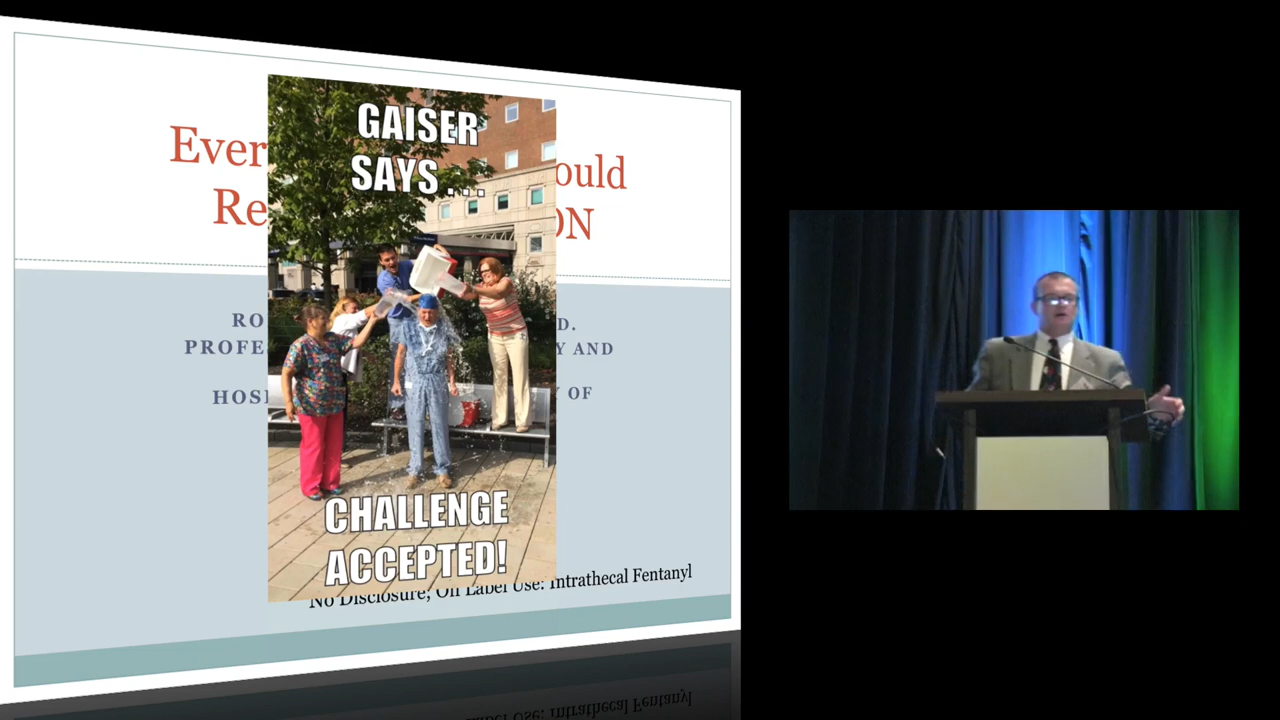 Ever
ould
Re
ON
GAISER
SAYS . . .
RO
D.
PROFE
Y AND
HOSI
Y OF
CHALLENGE
ACCEPTED!
No Disclosure; Off Label Use: Intrathecal Fentanyl